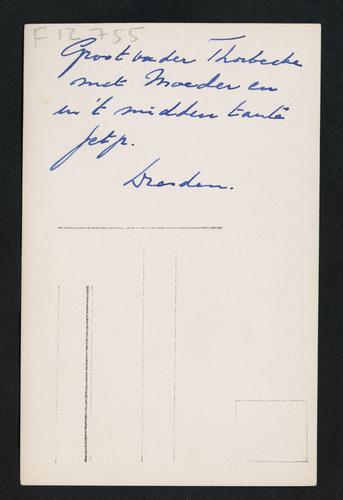 F12755
Grootvader Thorbecke
met Moeder en
in 't midden tante
Jetje.
Dresden.